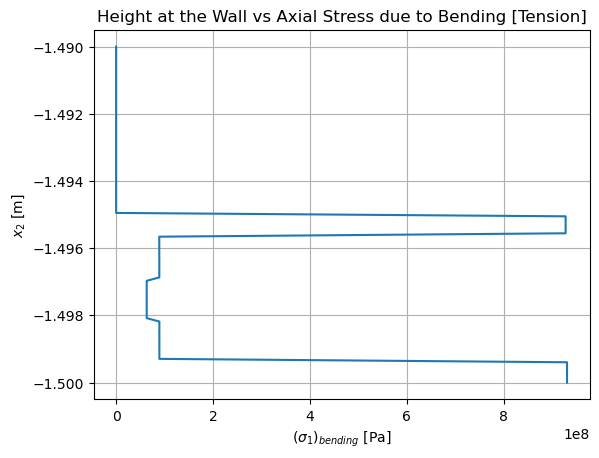 Height at the Wall vs Axial Stress due to Bending [Tension]
−1.490
−1.492
−1.494
−1.496
−1.498
−1.500
x₂ [m]
0 2 4 6 8
1e8
(σ₁)bending [Pa]